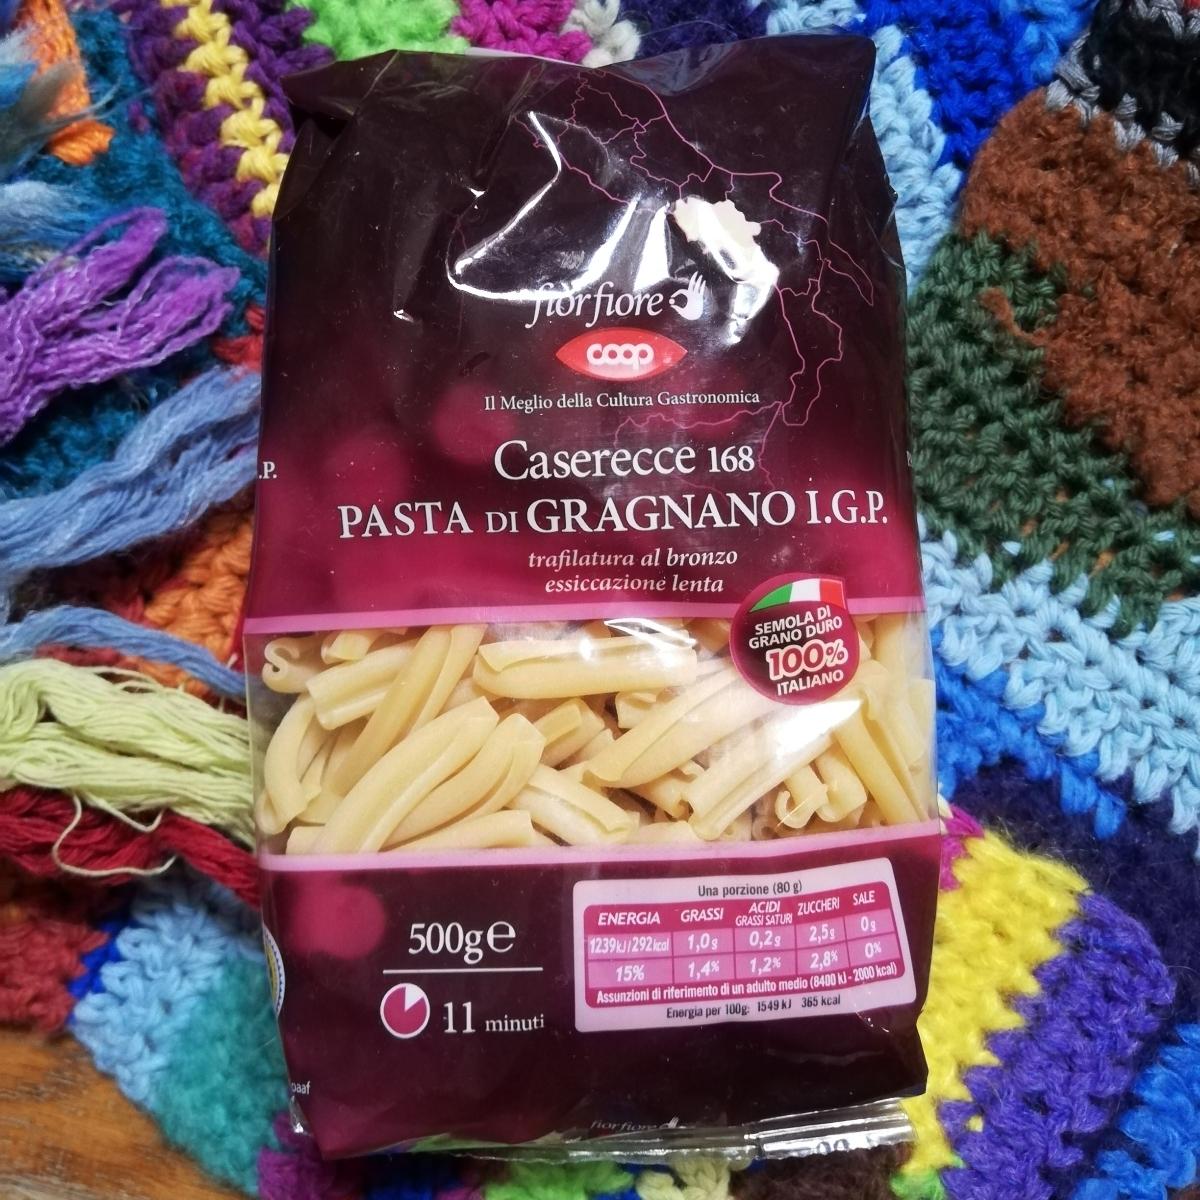 fiorfiore
coop
Il Meglio della Cultura Gastronomica
Caserecce 168
.P.
PASTA DI GRAGNANO I.G.P.
trafilatura al bronzo
essiccazione lenta
SEMOLA DI
GRANO DURO
100%
ITALIANO
S
500g e
11 minuti
Una porzione (80 g)
ENERGIA GRASSI ACIDI GRASSI SATURI ZUCCHERI SALE
1239kJ/292kcal 1,0g 0,2g 2,5g 0g
15% 1,4% 1,2% 2,8% 0%
Assunzioni di riferimento di un adulto medio (8400 kJ - 2000 kcal)
Energia per 100g: 1549 kJ 365 kcal
paaf
fiorfiore